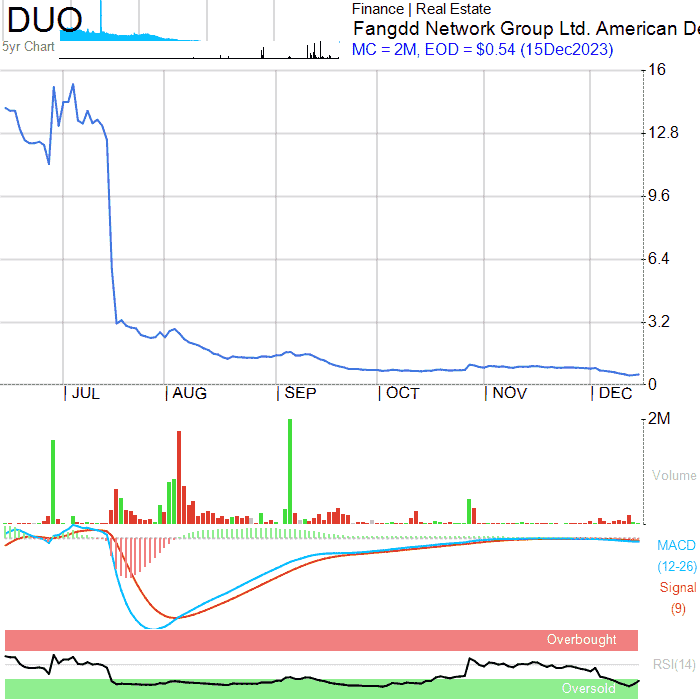 DUO
5yr Chart
Finance | Real Estate
Fangdd Network Group Ltd. American De
MC = 2M, EOD = $0.54 (15Dec2023)
16
12.8
9.6
6.4
3.2
0
| JUL | AUG | SEP | OCT | NOV | DEC
2M
Volume
MACD
(12-26)
Signal
(9)
Overbought
RSI(14)
Oversold